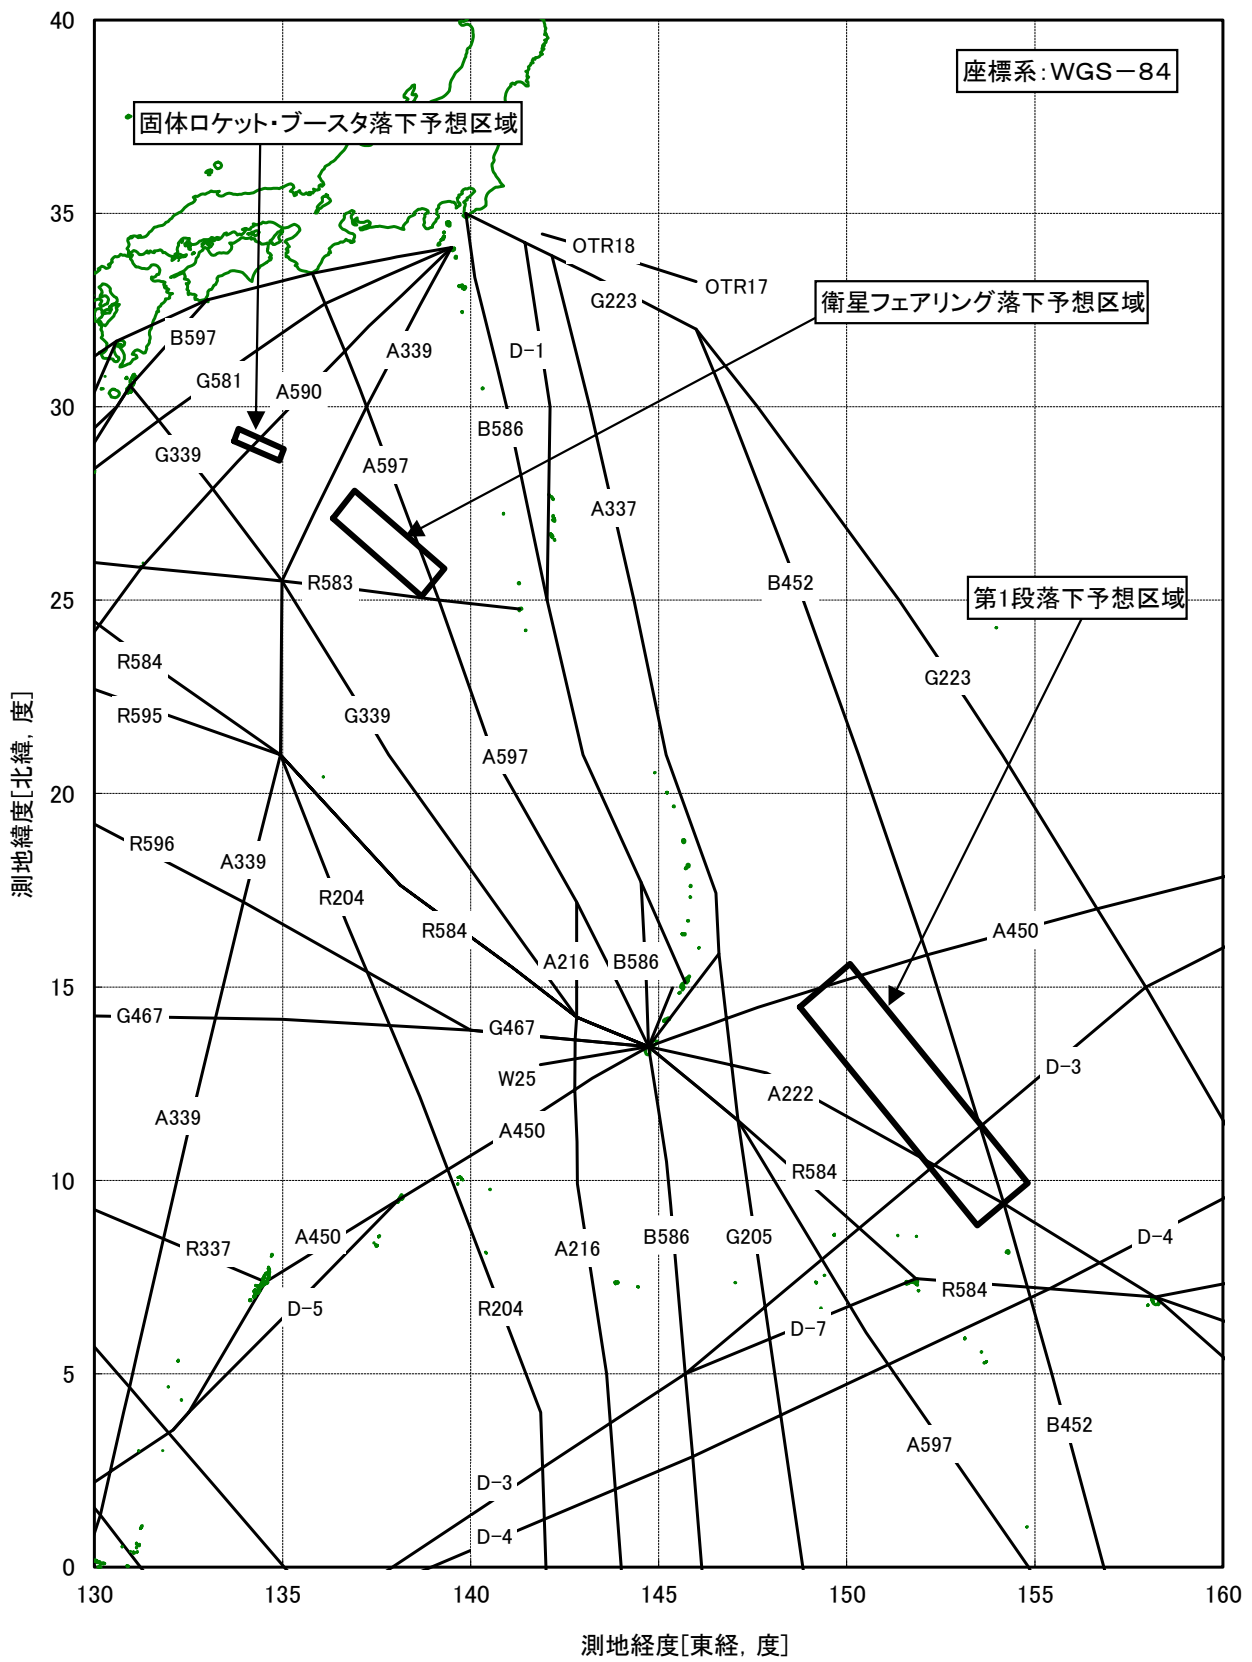 40
座標系:WGS-84
固体ロケット・ブースタ落下予想区域
35
OTR18
OTR17
G223
衛星フェアリング落下予想区域
B597
A339
D-1
G581
A590
30
B586
G339
A597
A337
R583
B452
第1段落下予想区域
25
R584
G223
R595
G339
A597
20
R596
A339
R204
R584
A450
A216
B586
15
G467
G467
D-3
W25
A222
A339
A450
R584
10
A450
R337
A216
B586
G205
D-4
R584
D-5
R204
D-7
5
B452
A597
D-3
D-4
0
130
135
140
145
150
155
160
測地緯度[北緯, 度]
測地経度[東経, 度]